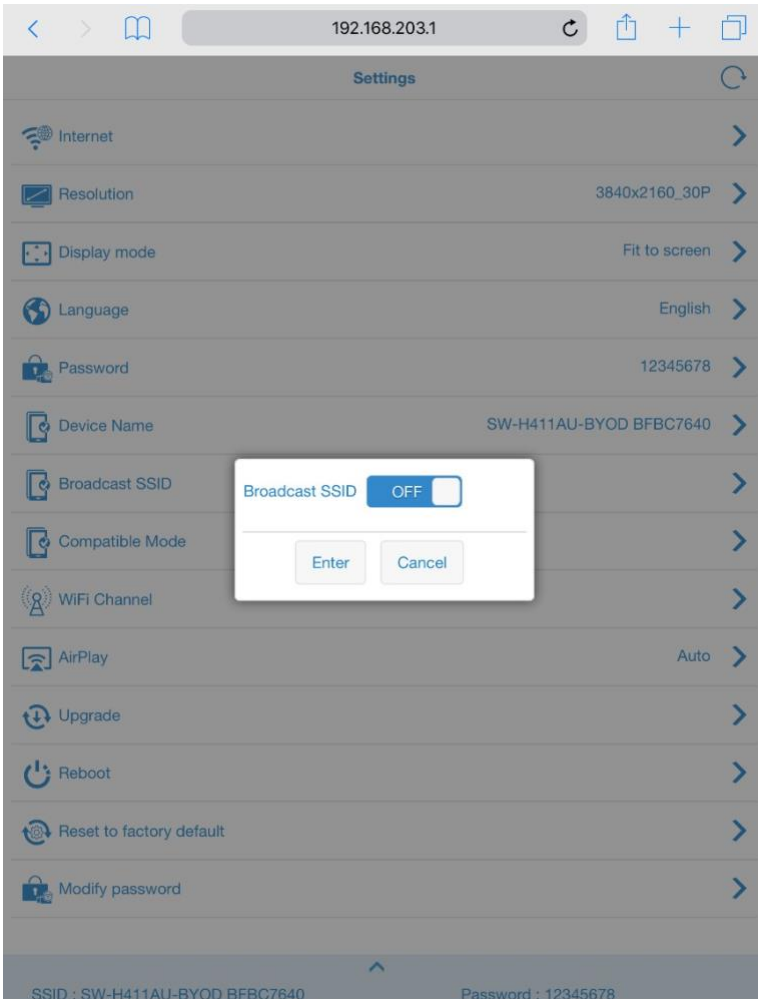 192.168.203.1
Settings
Internet
Resolution 3840x2160_30P
Display mode Fit to screen
Language English
Password 12345678
Device Name SW-H411AU-BYOD BFBC7640
Broadcast SSID
Broadcast SSID OFF
Compatible Mode
Enter Cancel
WiFi Channel
AirPlay Auto
Upgrade
Reboot
Reset to factory default
Modify password
SSID : SW-H411AU-BYOD BFBC7640 Password : 12345678